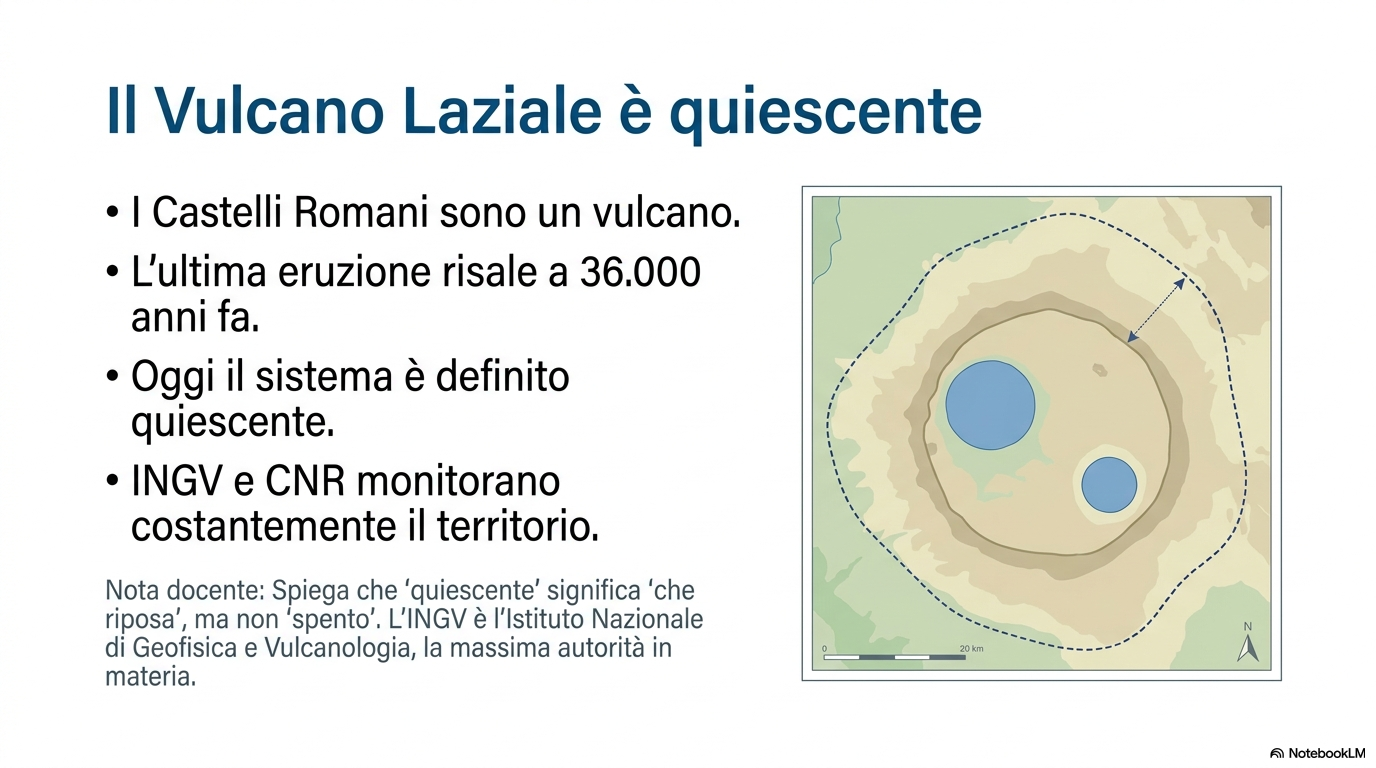 Il Vulcano Laziale è quiescente
• I Castelli Romani sono un vulcano.
• L’ultima eruzione risale a 36.000
anni fa.
• Oggi il sistema è definito
quiescente.
• INGV e CNR monitorano
costantemente il territorio.
Nota docente: Spiega che ‘quiescente’ significa ‘che
riposa’, ma non ‘spento’. L’INGV è l’Istituto Nazionale
di Geofisica e Vulcanologia, la massima autorità in
materia.
0 20 km
N
NotebookLM